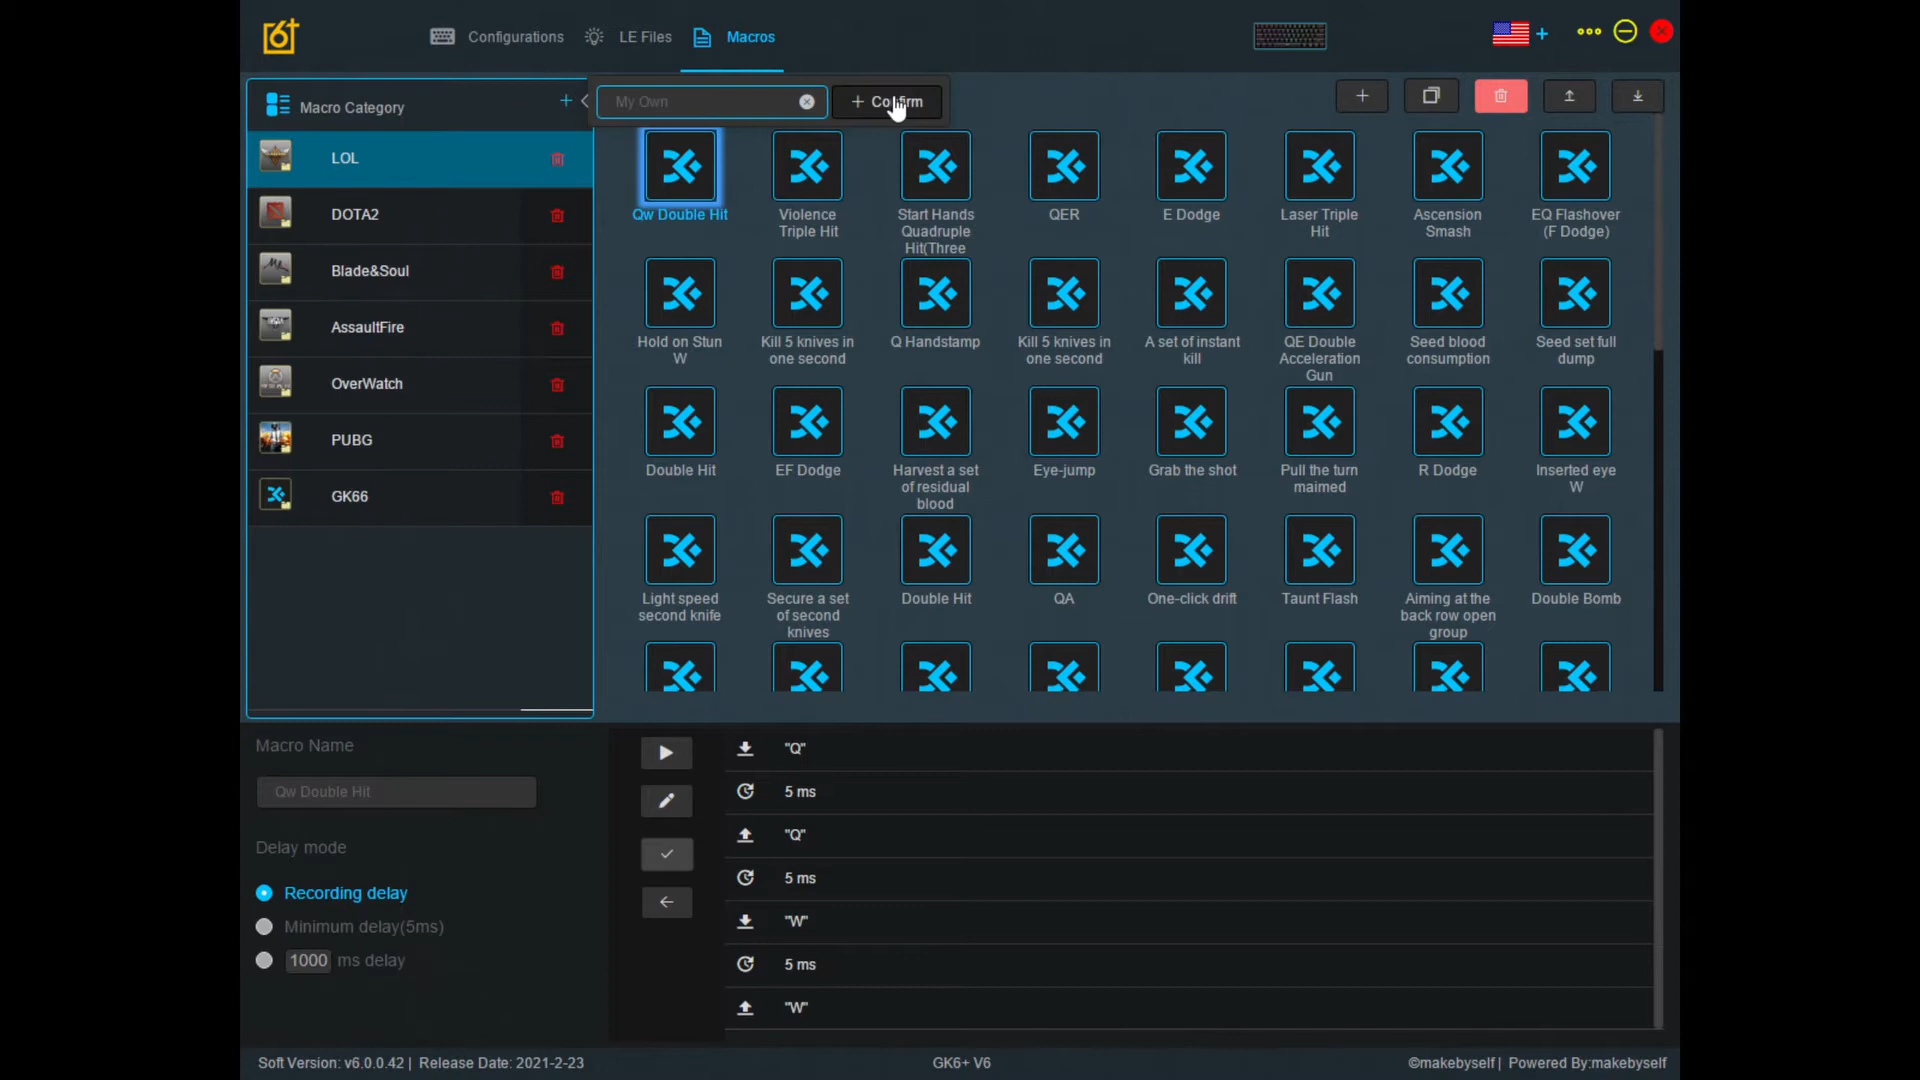 Configurations
LE Files
Macros
Macro Category
My Own
Confirm
LOL
DOTA2
Blade&Soul
AssaultFire
OverWatch
PUBG
GK66
Qw Double Hit
Violence
Triple Hit
Start Hands
Quadruple
Hit(Three
QER
E Dodge
Laser Triple
Hit
Ascension
Smash
EQ Flashover
(F Dodge)
Hold on Stun
W
Kill 5 knives in
one second
Q Handstamp
Kill 5 knives in
one second
A set of instant
kill
QE Double
Acceleration
Gun
Seed blood
consumption
Seed set full
dump
Double Hit
EF Dodge
Harvest a set
of residual
blood
Eye-jump
Grab the shot
Pull the turn
maimed
R Dodge
Inserted eye
W
Light speed
second knife
Secure a set
of second
knives
Double Hit
QA
One-click drift
Taunt Flash
Aiming at the
back row open
group
Double Bomb
Macro Name
Qw Double Hit
Delay mode
Recording delay
Minimum delay(5ms)
1000 ms delay
"Q"
5 ms
"Q"
5 ms
"W"
5 ms
"W"
Soft Version: v6.0.0.42 | Release Date: 2021-2-23
GK6+ V6
©makebyself | Powered By:makebyself